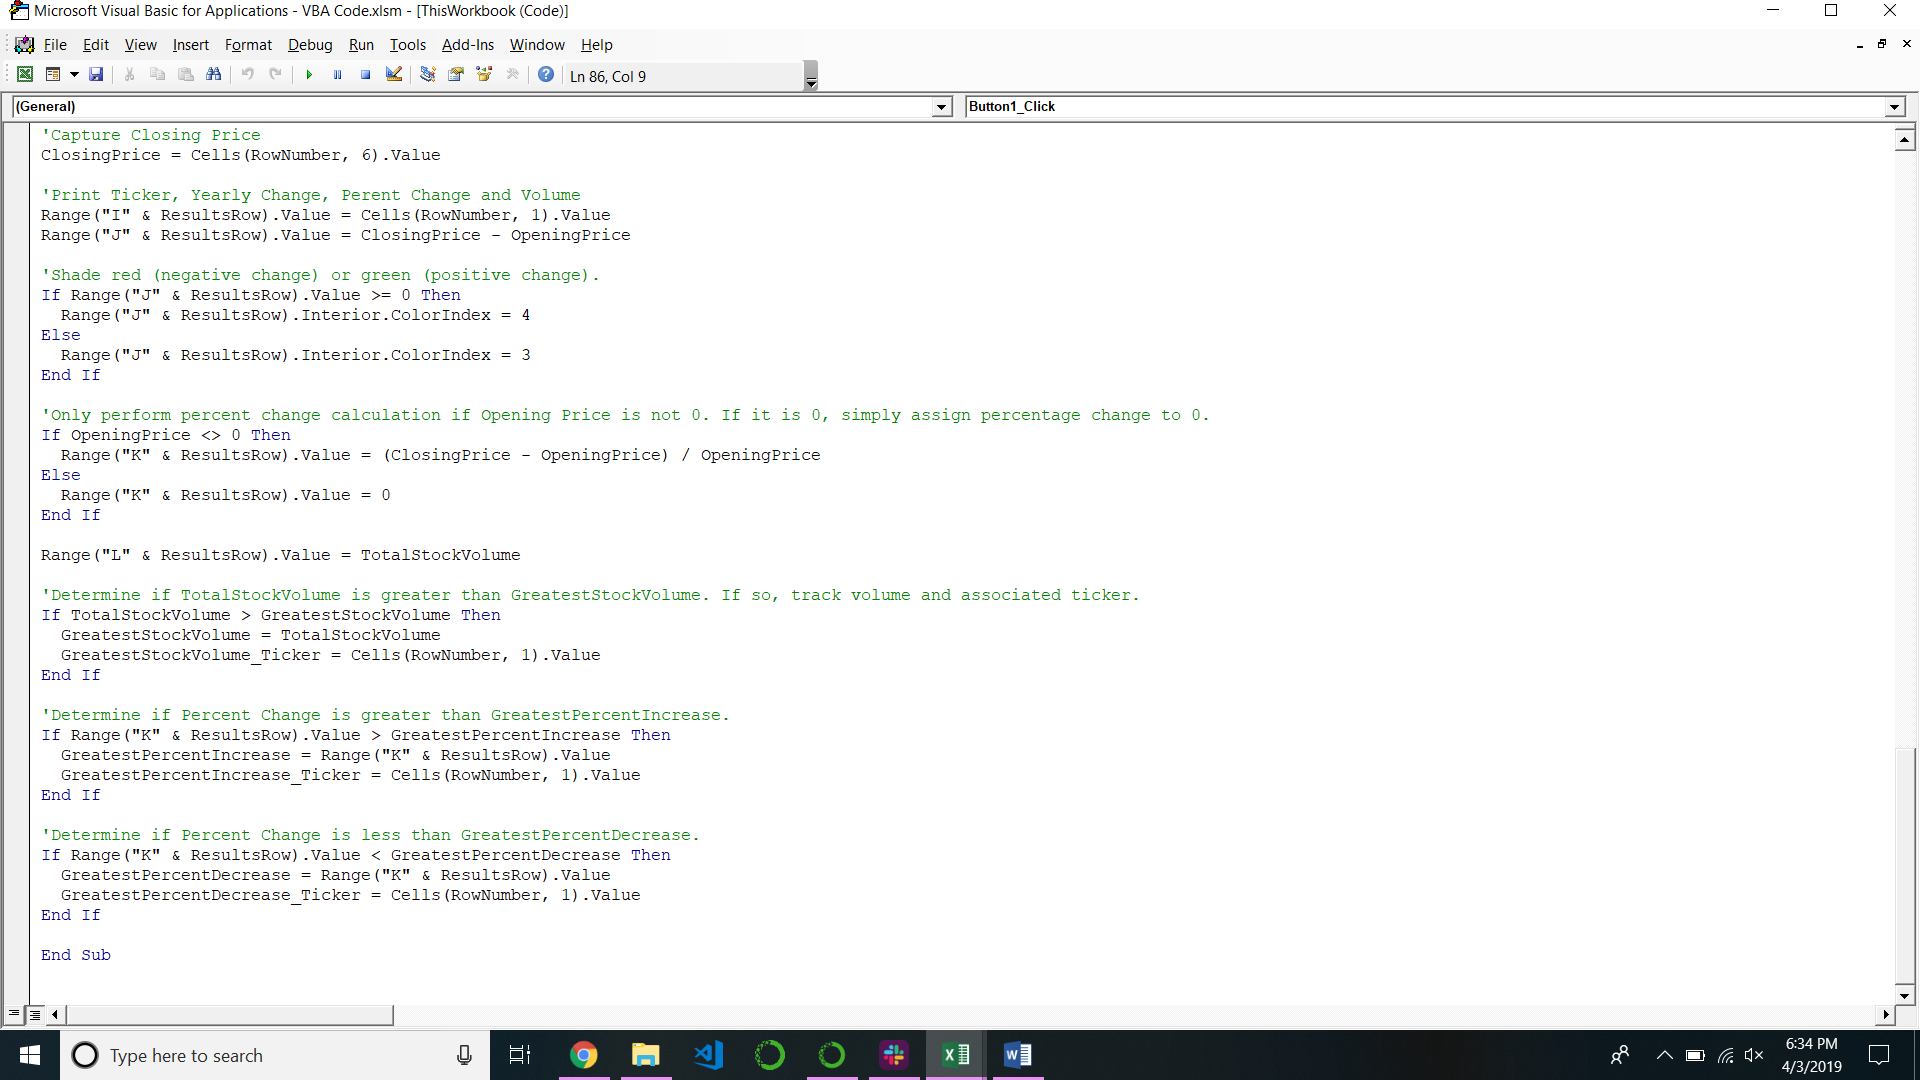 Microsoft Visual Basic for Applications - VBA Code.xlsm - [ThisWorkbook (Code)]
File Edit View Insert Format Debug Run Tools Add-Ins Window Help
Ln 86, Col 9
(General) Button1_Click
'Capture Closing Price
ClosingPrice = Cells(RowNumber, 6).Value
'Print Ticker, Yearly Change, Perent Change and Volume
Range("I" & ResultsRow).Value = Cells(RowNumber, 1).Value
Range("J" & ResultsRow).Value = ClosingPrice - OpeningPrice
'Shade red (negative change) or green (positive change).
If Range("J" & ResultsRow).Value >= 0 Then
Range("J" & ResultsRow).Interior.ColorIndex = 4
Else
Range("J" & ResultsRow).Interior.ColorIndex = 3
End If
'Only perform percent change calculation if Opening Price is not 0. If it is 0, simply assign percentage change to 0.
If OpeningPrice <> 0 Then
Range("K" & ResultsRow).Value = (ClosingPrice - OpeningPrice) / OpeningPrice
Else
Range("K" & ResultsRow).Value = 0
End If
Range("L" & ResultsRow).Value = TotalStockVolume
'Determine if TotalStockVolume is greater than GreatestStockVolume. If so, track volume and associated ticker.
If TotalStockVolume > GreatestStockVolume Then
GreatestStockVolume = TotalStockVolume
GreatestStockVolume_Ticker = Cells(RowNumber, 1).Value
End If
'Determine if Percent Change is greater than GreatestPercentIncrease.
If Range("K" & ResultsRow).Value > GreatestPercentIncrease Then
GreatestPercentIncrease = Range("K" & ResultsRow).Value
GreatestPercentIncrease_Ticker = Cells(RowNumber, 1).Value
End If
'Determine if Percent Change is less than GreatestPercentDecrease.
If Range("K" & ResultsRow).Value < GreatestPercentDecrease Then
GreatestPercentDecrease = Range("K" & ResultsRow).Value
GreatestPercentDecrease_Ticker = Cells(RowNumber, 1).Value
End If
End Sub
Type here to search
6:34 PM
4/3/2019